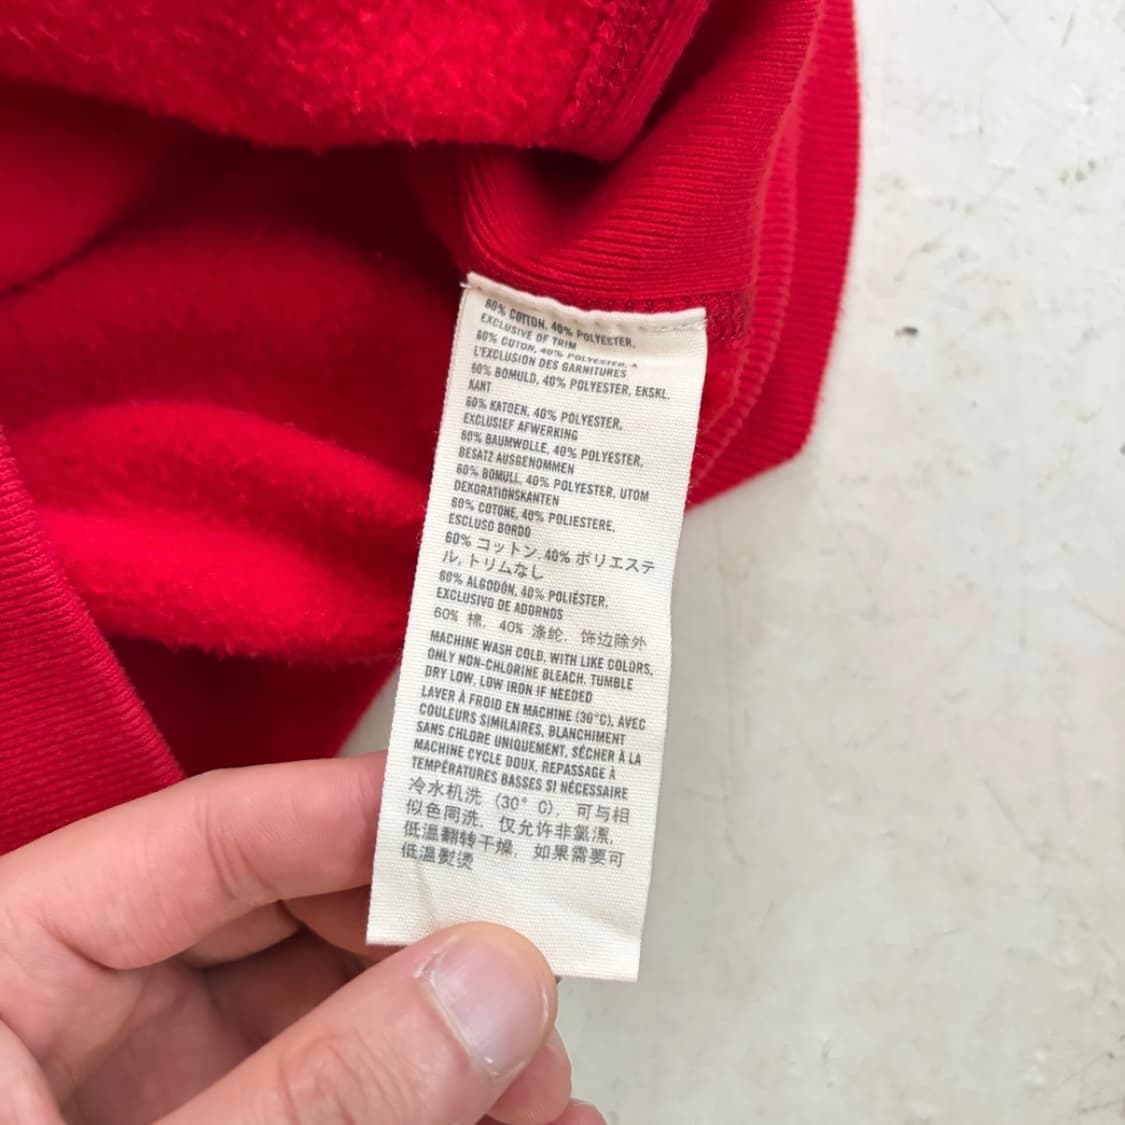 60% COTTON, 40% POLYESTER,
EXCLUSIVE OF TRIM
60% COTON, 40% POLYESTER, A
L'EXCLUSION DES GARNITURES
60% BOMULD, 40% POLYESTER, EKSKL.
KANT
60% KATOEN, 40% POLYESTER,
EXCLUSIEF AFWERKING
60% BAUMWOLLE, 40% POLYESTER,
BESATZ AUSGENOMMEN
60% BOMULL, 40% POLYESTER, UTOM
DEKORATIONSKANTEN
60% COTONE, 40% POLIESTERE,
ESCLUSO BORDO
60% コットン, 40% ポリエステ
ル, トリムなし
60% ALGODÓN, 40% POLIÉSTER,
EXCLUSIVO DE ADORNOS
60% 棉, 40% 涤纶, 饰边除外
MACHINE WASH COLD, WITH LIKE COLORS,
ONLY NON-CHLORINE BLEACH, TUMBLE
DRY LOW, LOW IRON IF NEEDED
LAVER À FROID EN MACHINE (30°C), AVEC
COULEURS SIMILAIRES, BLANCHIMENT
SANS CHLORE UNIQUEMENT, SÉCHER À LA
MACHINE CYCLE DOUX, REPASSAGE À
TEMPÉRATURES BASSES SI NÉCESSAIRE
冷水机洗 (30° C), 可与相
似色同洗, 仅允许非氯漂,
低温翻转干燥, 如果需要可
低温熨烫